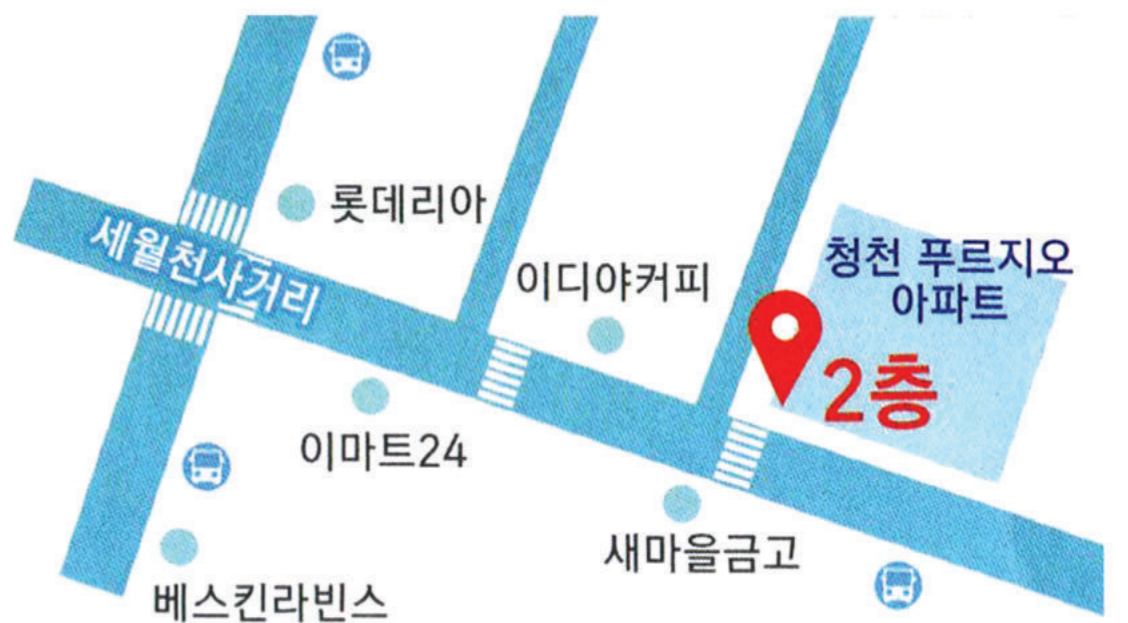 롯데리아
세월천사거리
이디야커피
청천 푸르지오
아파트
2층
이마트24
새마을금고
베스킨라빈스